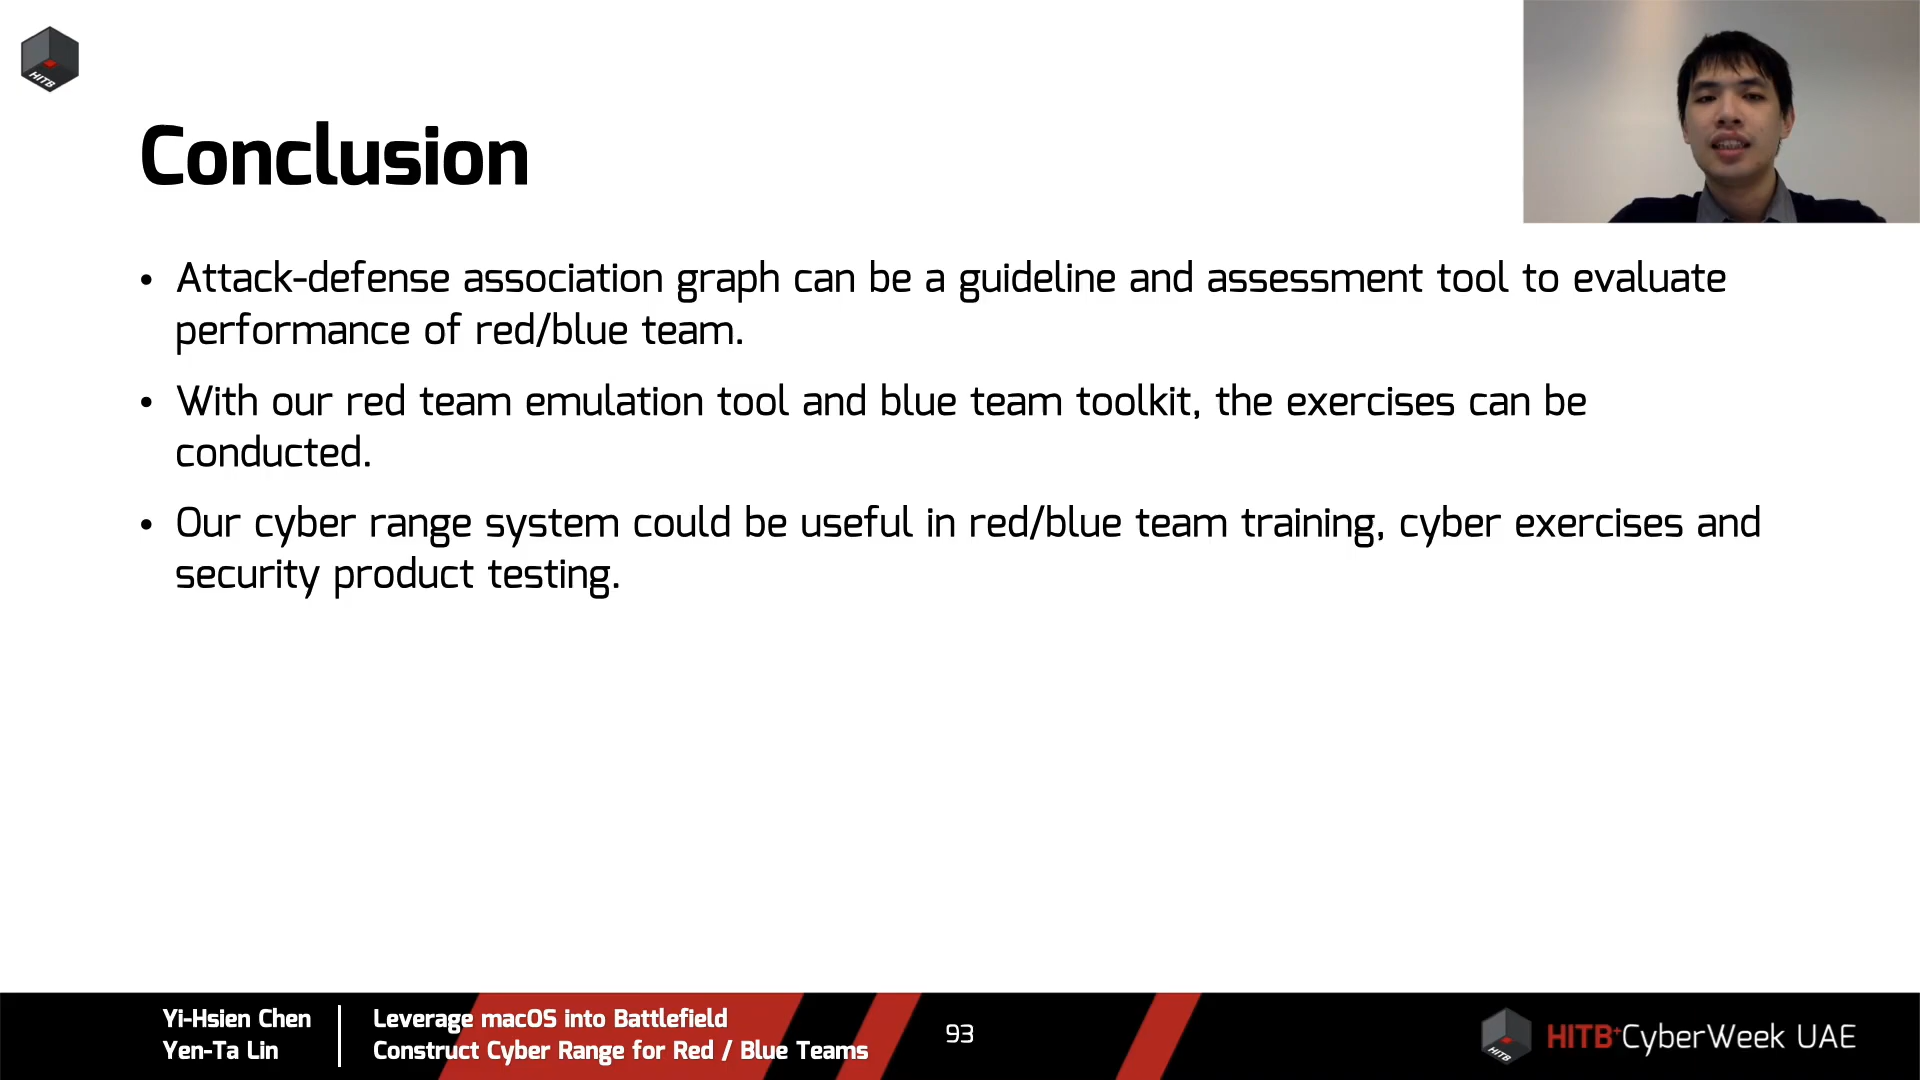 HITB
Conclusion
• Attack-defense association graph can be a guideline and assessment tool to evaluate
performance of red/blue team.
• With our red team emulation tool and blue team toolkit, the exercises can be
conducted.
• Our cyber range system could be useful in red/blue team training, cyber exercises and
security product testing.
Yi-Hsien Chen
Yen-Ta Lin
Leverage macOS into Battlefield
Construct Cyber Range for Red / Blue Teams
93
HITB
HITB+CyberWeek UAE